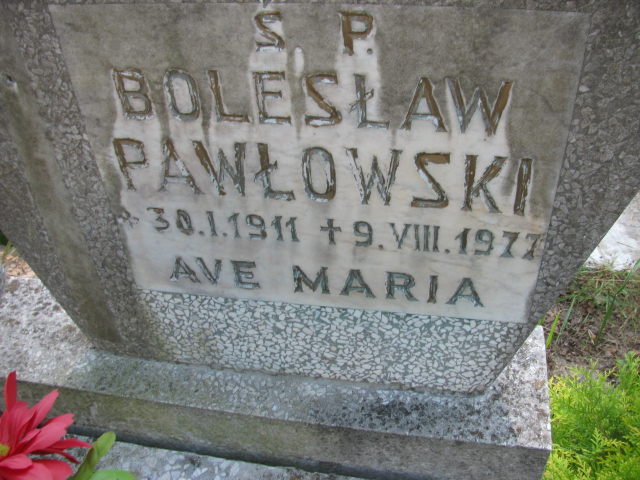 Ś. P.
BOLESŁAW
PAWŁOWSKI
* 30.I.1911 ✝ 9.VIII.1977
AVE MARIA